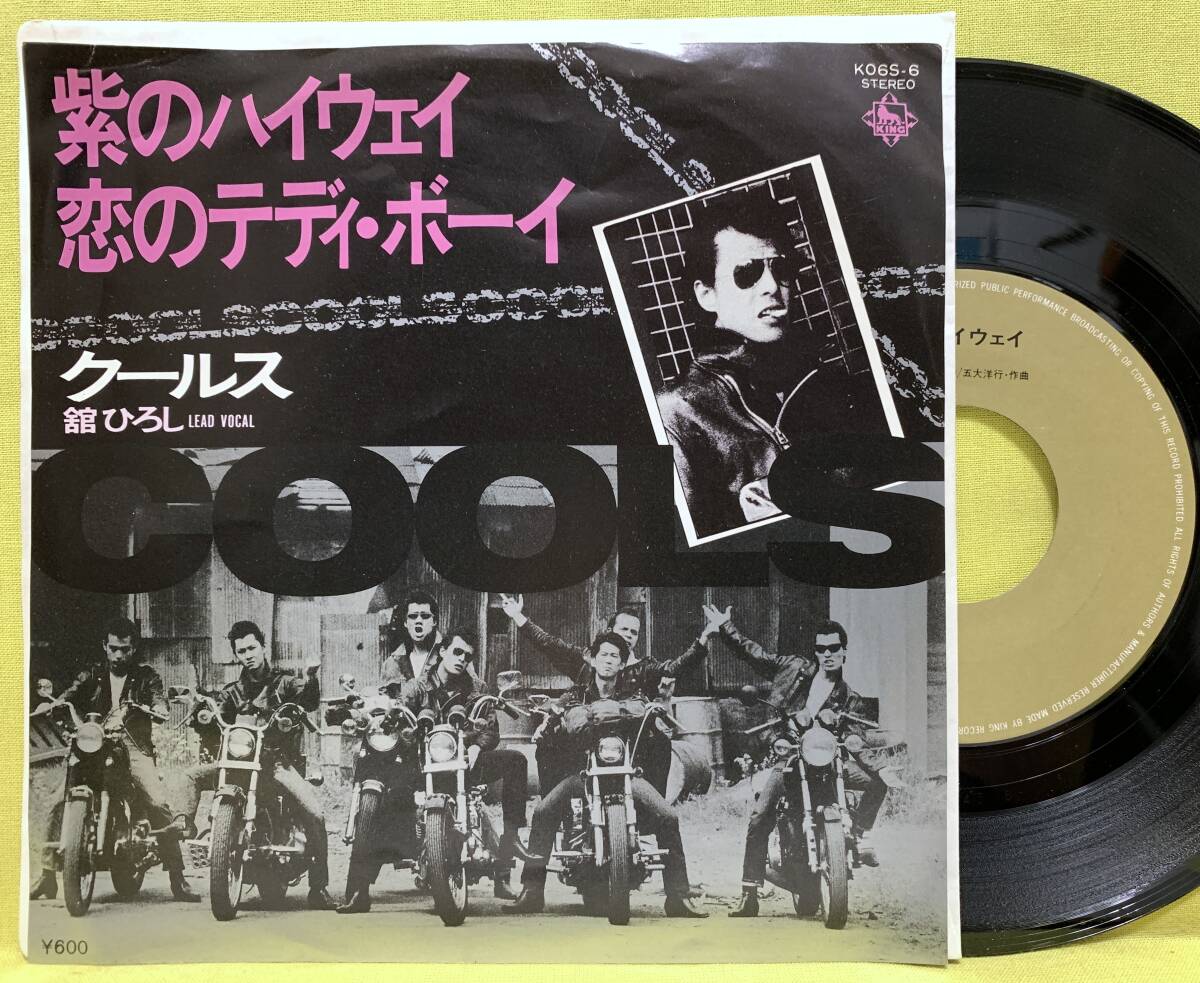 紫のハイウェイ
恋のテディ・ボーイ
K06S-6
STEREO
KING
COOLSCOOLSCOOL
クールス
舘ひろし LEAD VOCAL
COOLS
¥600
イウェイ
/五大洋行・作曲
RIZED PUBLIC PERFORMANCE BROADCASTING OR COPYING OF THIS RECORD PROHIBITED ALL RIGHTS OF AUTHORS & MANUFACTURER RESERVED MADE BY KING RECOR